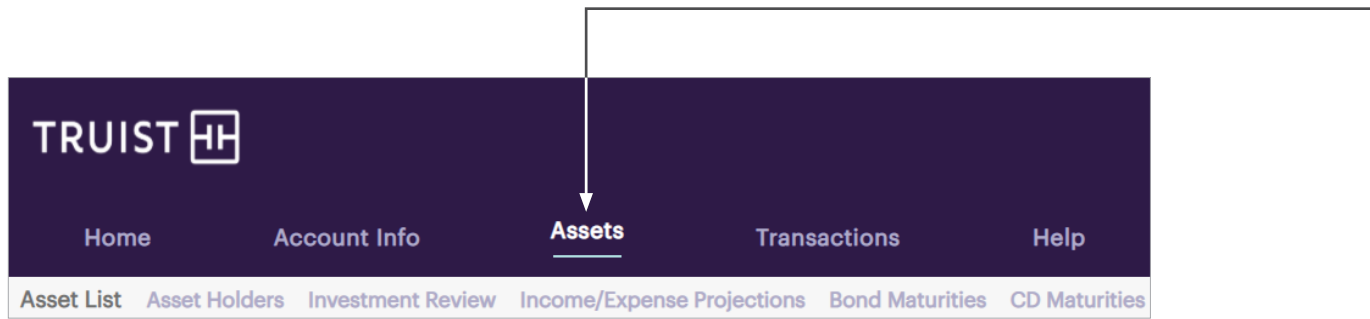 TRUIST
Home Account Info Assets Transactions Help
Asset List Asset Holders Investment Review Income/Expense Projections Bond Maturities CD Maturities